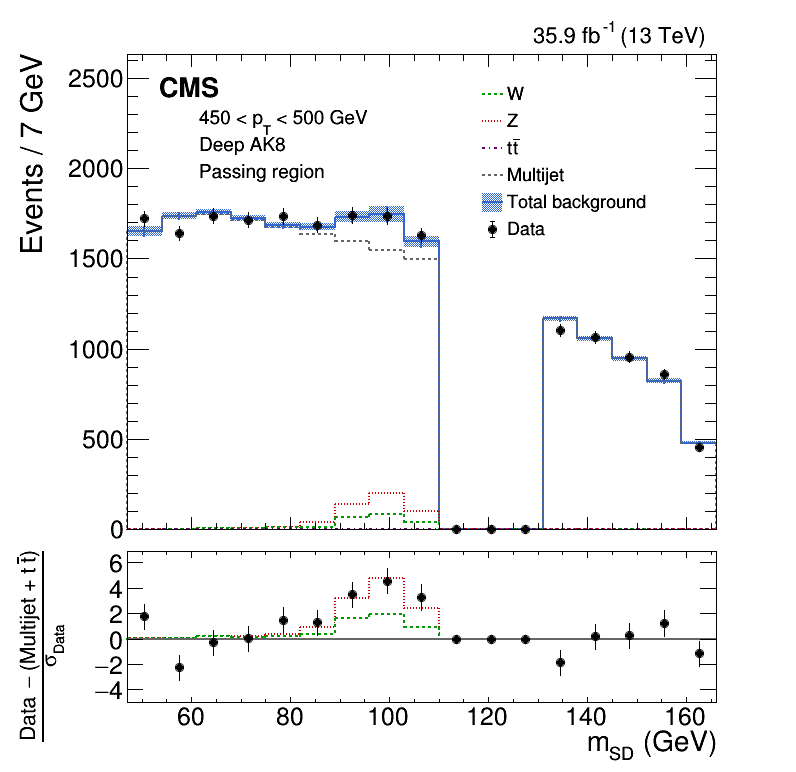 35.9 fb⁻¹ (13 TeV)
Events / 7 GeV
2500
2000
1500
1000
500
0
CMS
450 < p_T < 500 GeV
Deep AK8
Passing region
W
Z
tt̄
Multijet
Total background
Data
Data − (Multijet + t t̄)
σ_Data
6
4
2
0
−2
−4
60 80 100 120 140 160
m_SD (GeV)